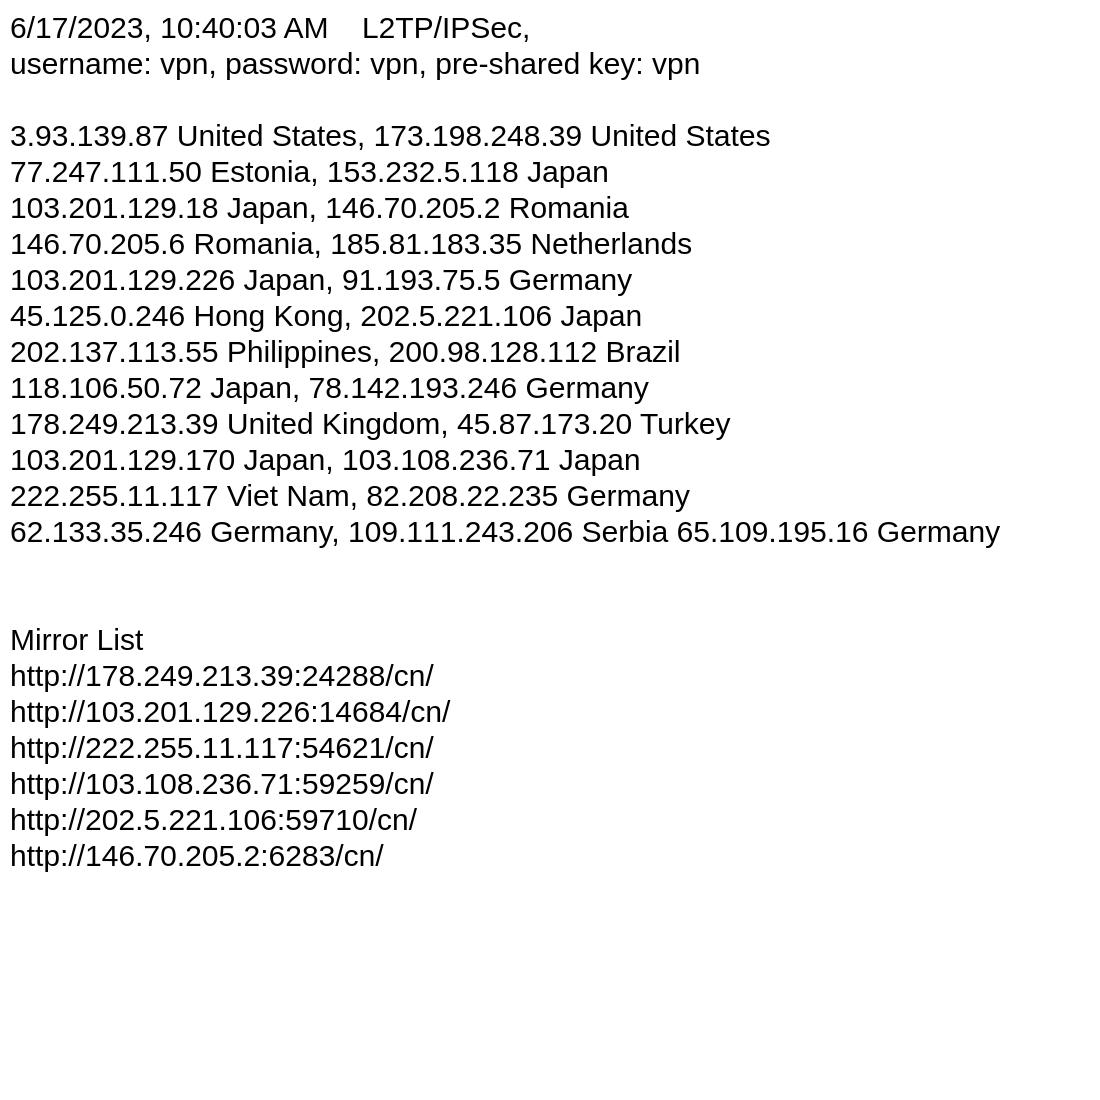 6/17/2023, 10:40:03 AM    L2TP/IPSec,
username: vpn, password: vpn, pre-shared key: vpn
3.93.139.87 United States, 173.198.248.39 United States
77.247.111.50 Estonia, 153.232.5.118 Japan
103.201.129.18 Japan, 146.70.205.2 Romania
146.70.205.6 Romania, 185.81.183.35 Netherlands
103.201.129.226 Japan, 91.193.75.5 Germany
45.125.0.246 Hong Kong, 202.5.221.106 Japan
202.137.113.55 Philippines, 200.98.128.112 Brazil
118.106.50.72 Japan, 78.142.193.246 Germany
178.249.213.39 United Kingdom, 45.87.173.20 Turkey
103.201.129.170 Japan, 103.108.236.71 Japan
222.255.11.117 Viet Nam, 82.208.22.235 Germany
62.133.35.246 Germany, 109.111.243.206 Serbia 65.109.195.16 Germany
Mirror List
http://178.249.213.39:24288/cn/
http://103.201.129.226:14684/cn/
http://222.255.11.117:54621/cn/
http://103.108.236.71:59259/cn/
http://202.5.221.106:59710/cn/
http://146.70.205.2:6283/cn/